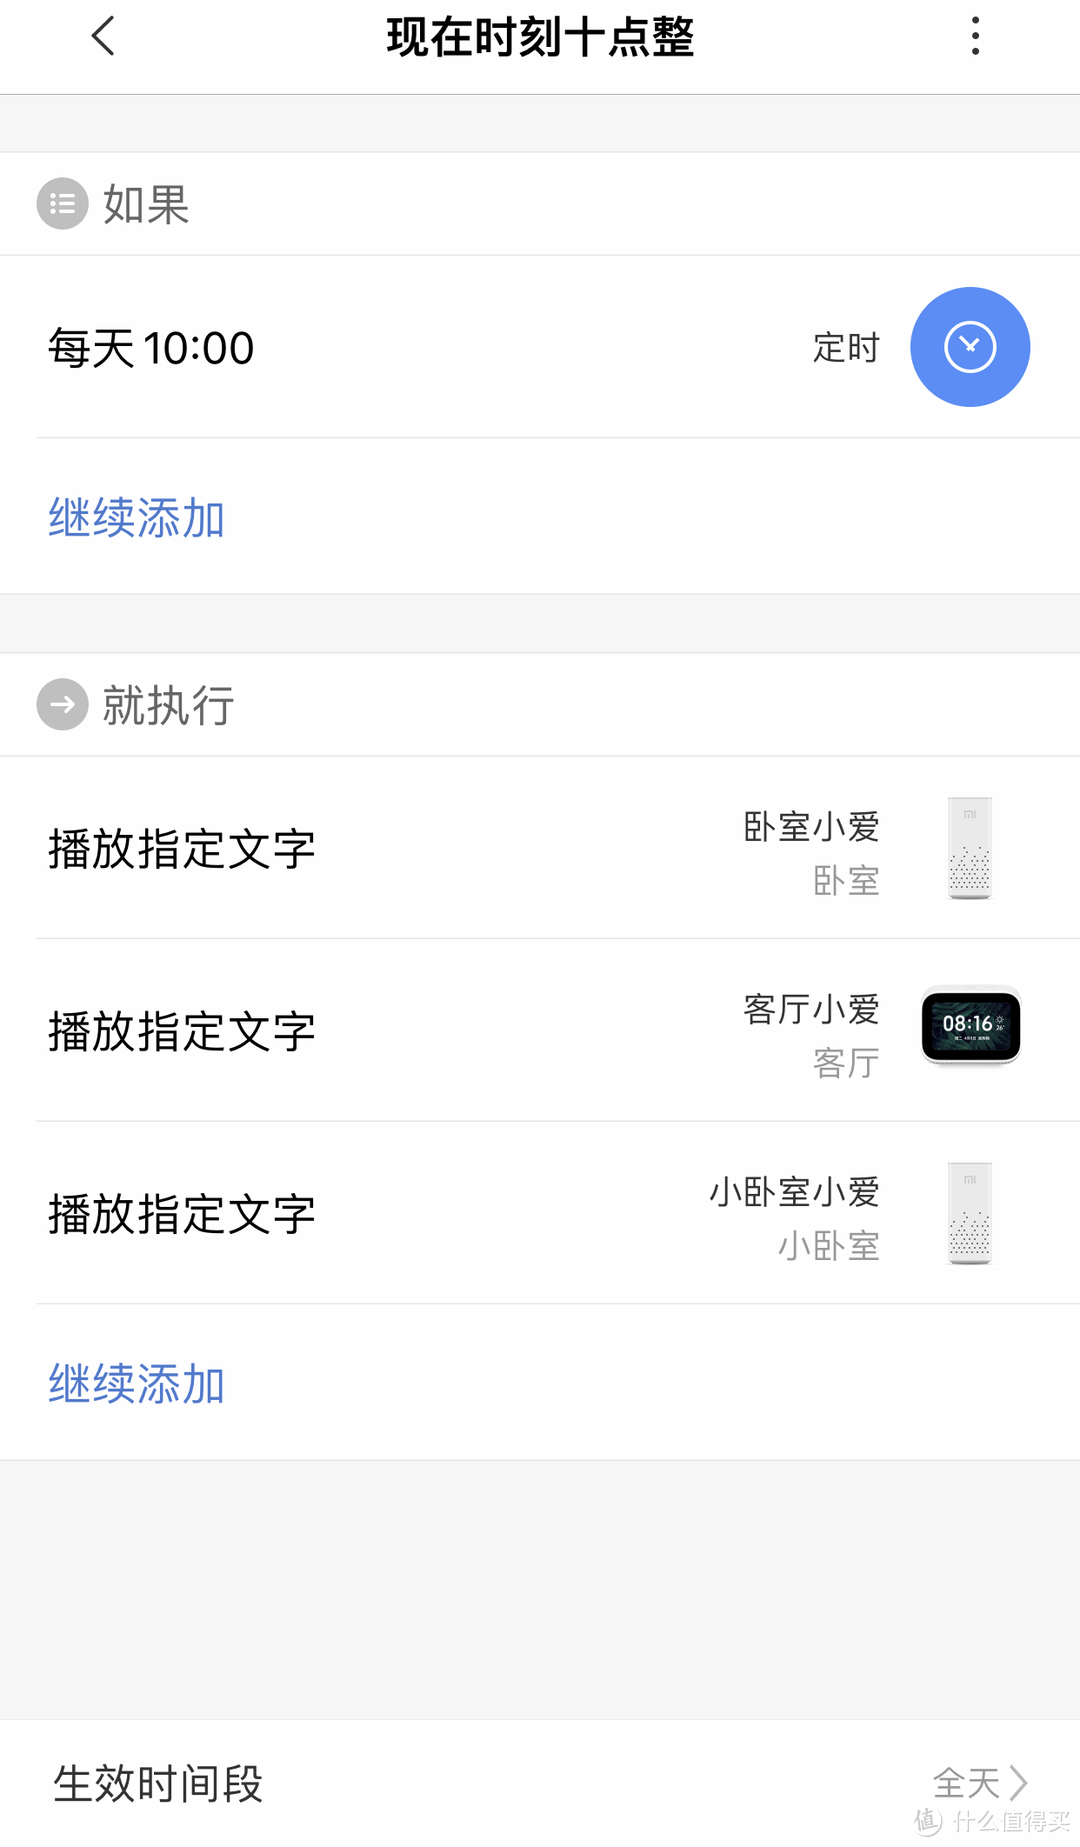 现在时刻十点整
如果
每天10:00
定时
继续添加
就执行
播放指定文字
卧室小爱
卧室
播放指定文字
客厅小爱
客厅
08:16
26°
播放指定文字
小卧室小爱
小卧室
继续添加
生效时间段
全天
值 什么值得买